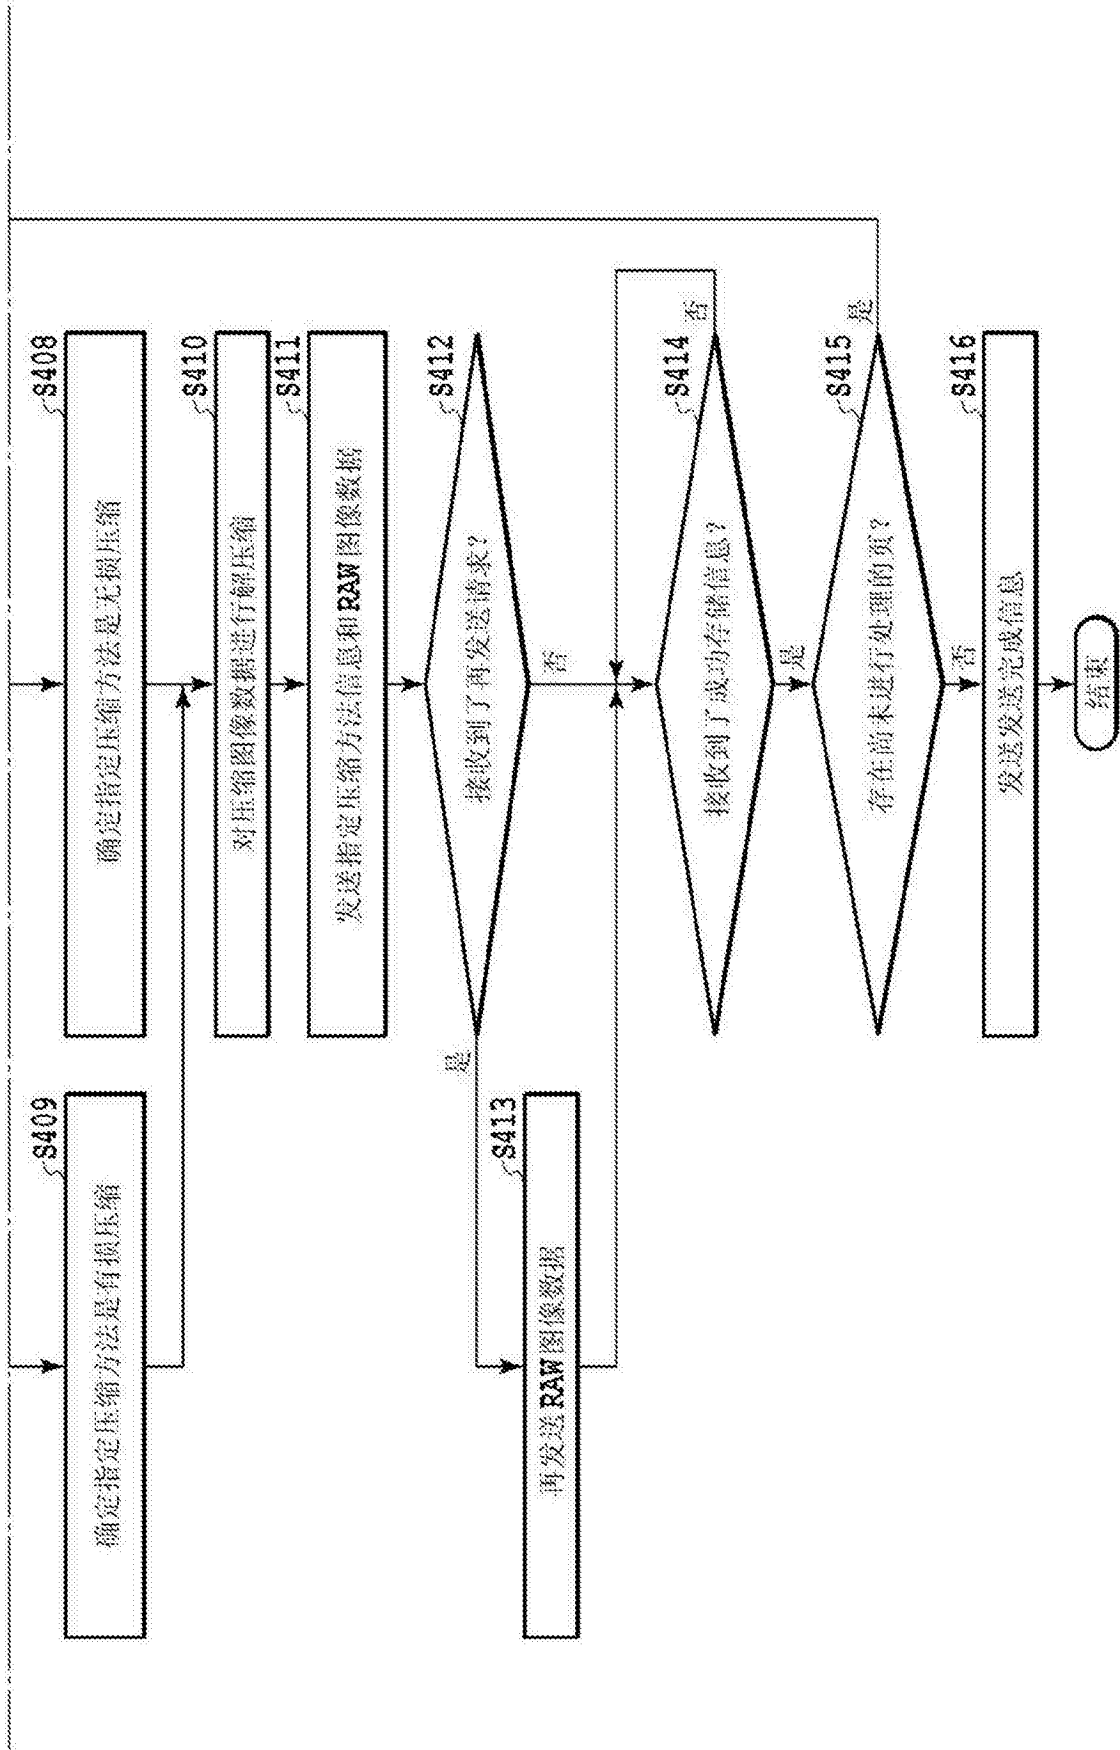 S408
确定指定压缩方法是无损压缩
S409
确定指定压缩方法是有损压缩
S410
对压缩图像数据进行解压缩
S411
发送指定压缩方法信息和RAW图像数据
S412
接收到了再发送请求?
是
否
S413
再发送RAW图像数据
S414
接收到了成功存储信息?
否
是
S415
存在尚未进行处理的页?
是
否
S416
发送发送完成信息
结束